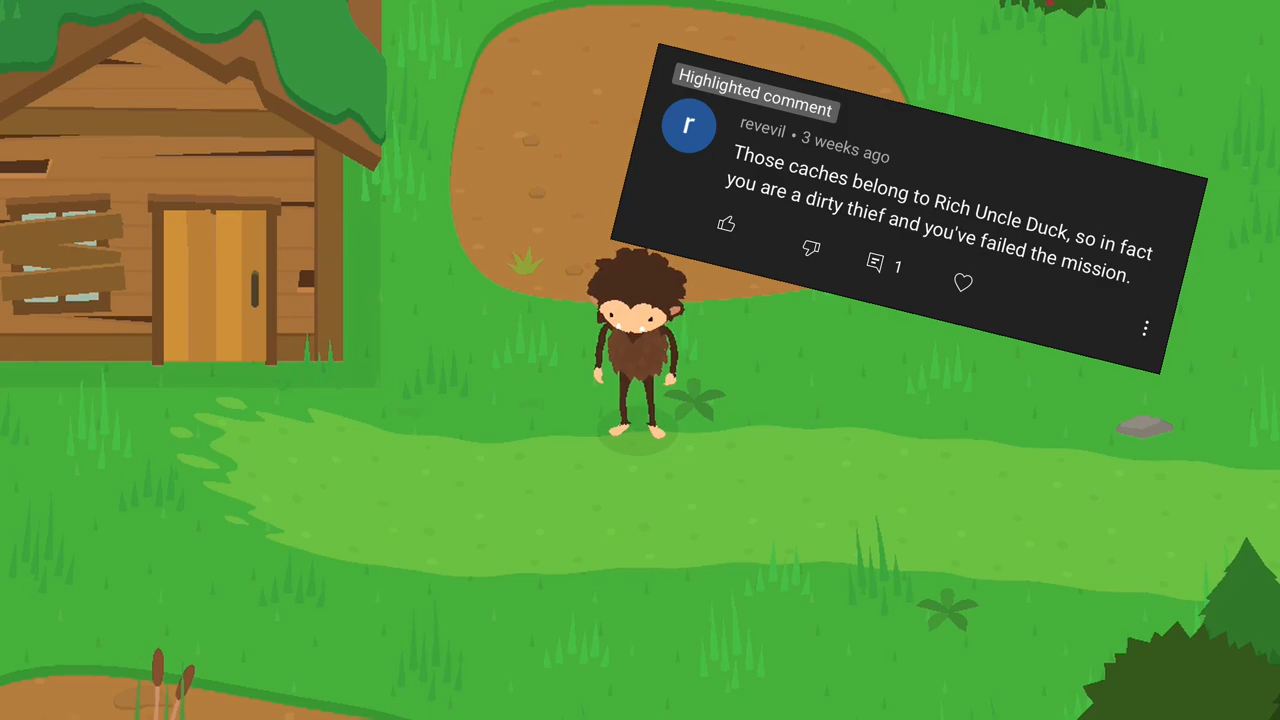 Highlighted comment
r
revevil • 3 weeks ago
Those caches belong to Rich Uncle Duck, so in fact
you are a dirty thief and you've failed the mission.
1